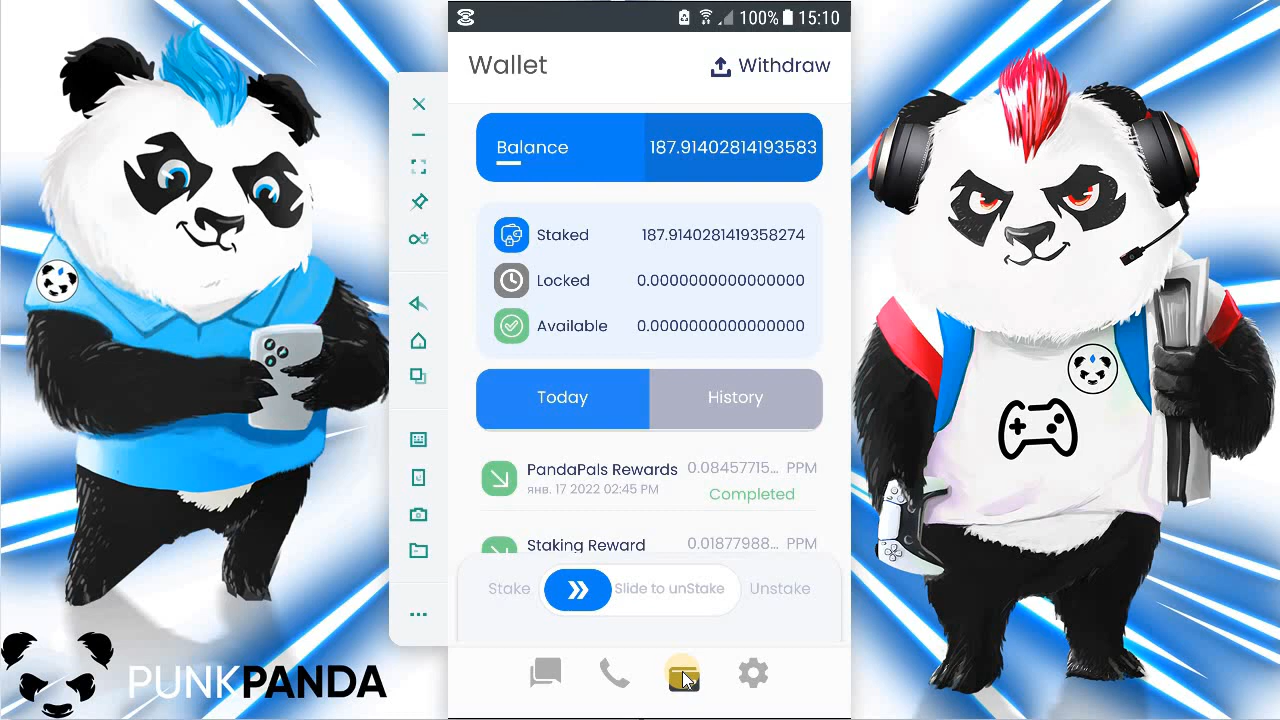 100% 15:10
Wallet Withdraw
Balance 187.91402814193583
Staked 187.9140281419358274
Locked 0.0000000000000000
Available 0.0000000000000000
Today History
PandaPals Rewards 0.08457715... PPM
янв. 17 2022 02:45 PM Completed
Staking Reward 0.01877988... PPM
Stake Slide to unStake Unstake
PUNKPANDA